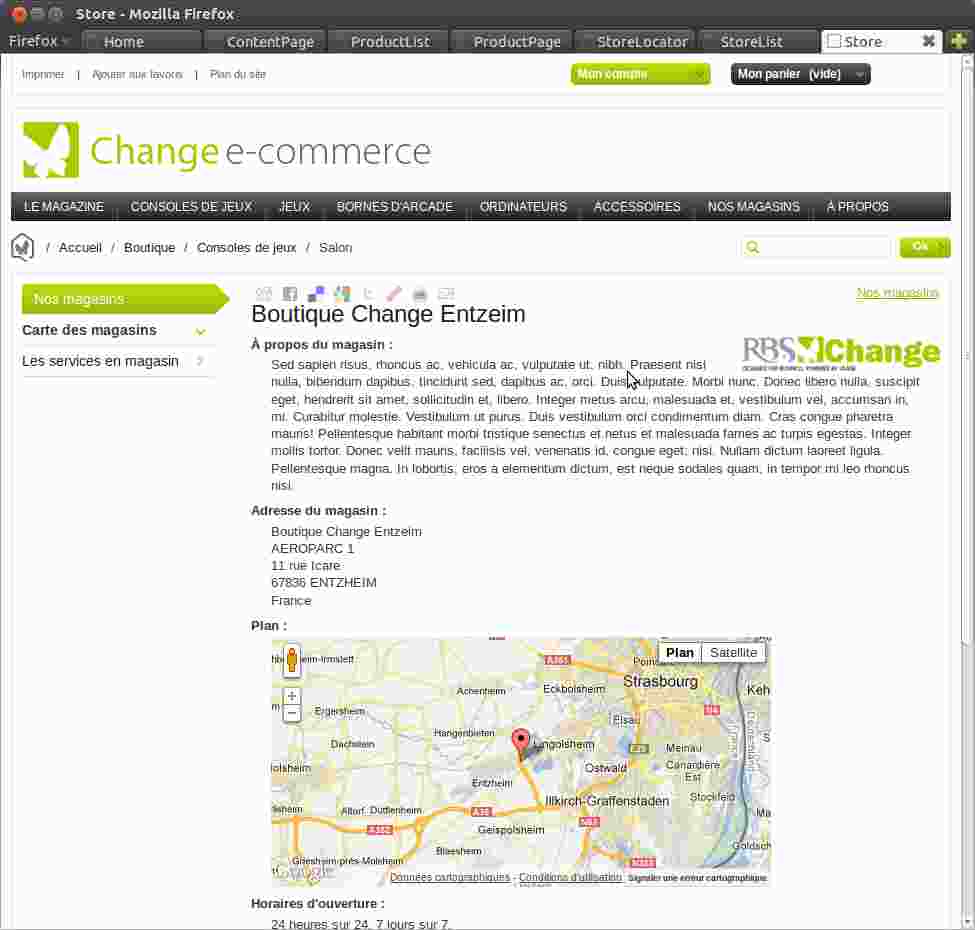 Store - Mozilla Firefox
Firefox Home ContentPage ProductList ProductPage StoreLocator StoreList Store
Imprimer | Ajouter aux favoris | Plan du site Mon compte Mon panier (vide)
Change e-commerce
LE MAGAZINE CONSOLES DE JEUX JEUX BORNES D'ARCADE ORDINATEURS ACCESSOIRES NOS MAGASINS À PROPOS
/ Accueil / Boutique / Consoles de jeux / Salon Ok
Nos magasins
Carte des magasins
Les services en magasin
Nos magasins
Boutique Change Entzeim
À propos du magasin :
RBS Change
DESIGNED FOR BUSINESS, POWERED BY VISION
Sed sapien risus, rhoncus ac, vehicula ac, vulputate ut, nibh. Praesent nisl
nulla, bibendum dapibus, tincidunt sed, dapibus ac, orci. Duis vulputate. Morbi nunc. Donec libero nulla, suscipit
eget, hendrerit sit amet, sollicitudin et, libero. Integer metus arcu, malesuada et, vestibulum vel, accumsan in,
mi. Curabitur molestie. Vestibulum ut purus. Duis vestibulum orci condimentum diam. Cras congue pharetra
mauris! Pellentesque habitant morbi tristique senectus et netus et malesuada fames ac turpis egestas. Integer
mollis tortor. Donec velit mauris, facilisis vel, venenatis id, congue eget, nisi. Nullam dictum laoreet ligula.
Pellentesque magna. In lobortis, eros a elementum dictum, est neque sodales quam, in tempor mi leo rhoncus
nisl.
Adresse du magasin :
Boutique Change Entzeim
AEROPARC 1
11 rue Icare
67836 ENTZHEIM
France
Plan :
Plan Satellite
A351
Strasbourg
Keh
Achenheim
Eckbolsheim
Ergersheim
Elsau
Hangenbieten
Dachstein
Lingolsheim
Meinau
Ostwald
Canardière
Est
Entzheim
Stockfeld
Illkirch-Graffenstaden
Altorf Duttlenheim
A35
A352
Geispolsheim
N83
Blaesheim
Goldsch
Griesheim-près-Molsheim
Données cartographiques - Conditions d'utilisation Signaler une erreur cartographique
Horaires d'ouverture :
24 heures sur 24, 7 jours sur 7.